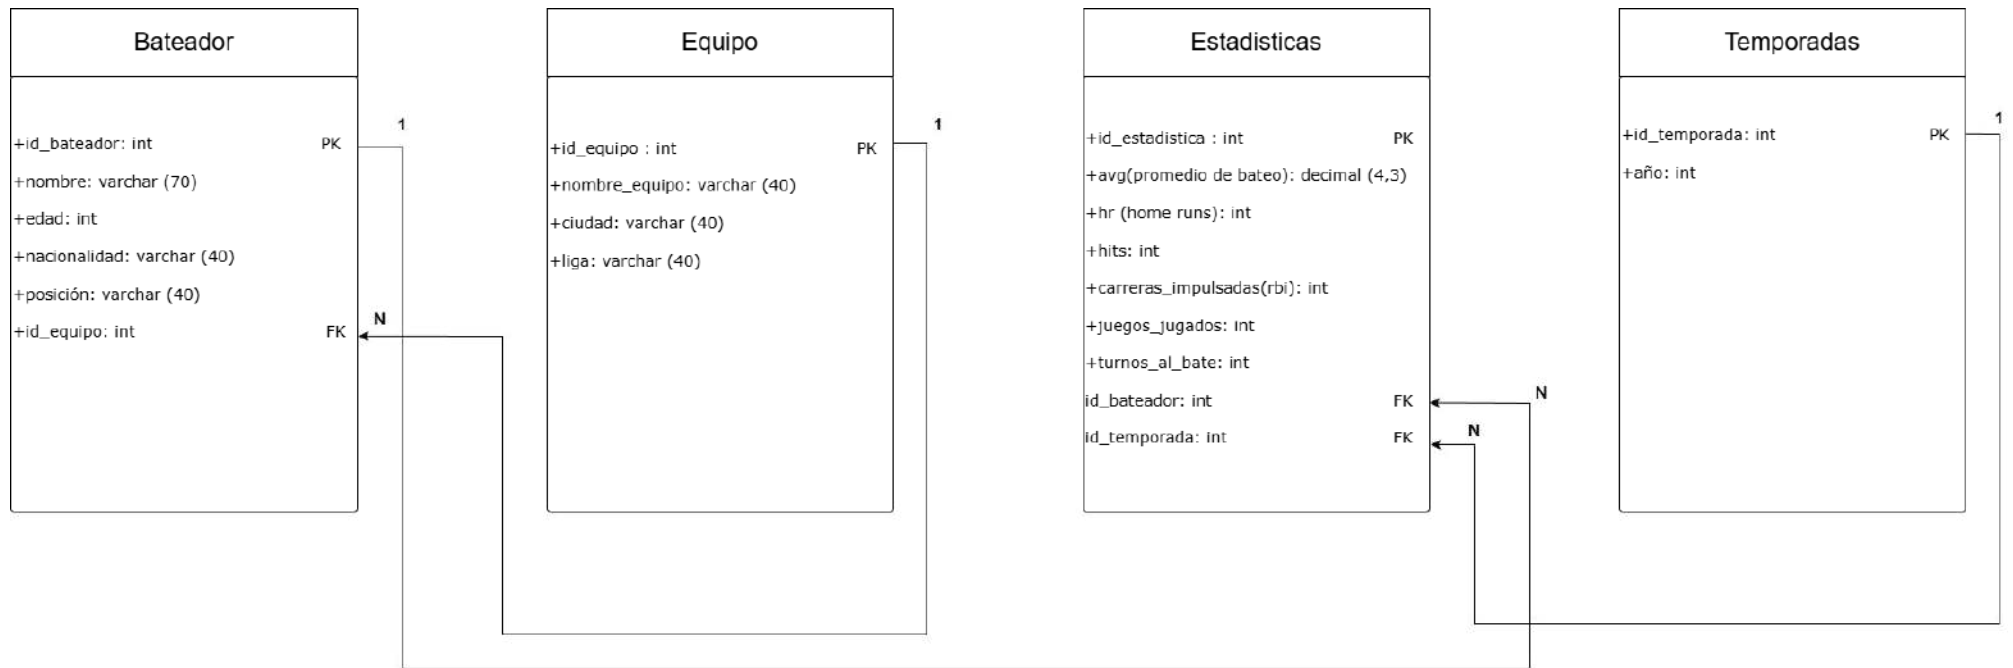 Bateador
+id_bateador: int PK
+nombre: varchar (70)
+edad: int
+nacionalidad: varchar (40)
+posición: varchar (40)
+id_equipo: int FK
1
N
Equipo
+id_equipo : int PK
+nombre_equipo: varchar (40)
+ciudad: varchar (40)
+liga: varchar (40)
1
Estadisticas
+id_estadistica : int PK
+avg(promedio de bateo): decimal (4,3)
+hr (home runs): int
+hits: int
+carreras_impulsadas(rbi): int
+juegos_jugados: int
+turnos_al_bate: int
id_bateador: int FK
id_temporada: int FK
N
N
Temporadas
+id_temporada: int PK
+año: int
1